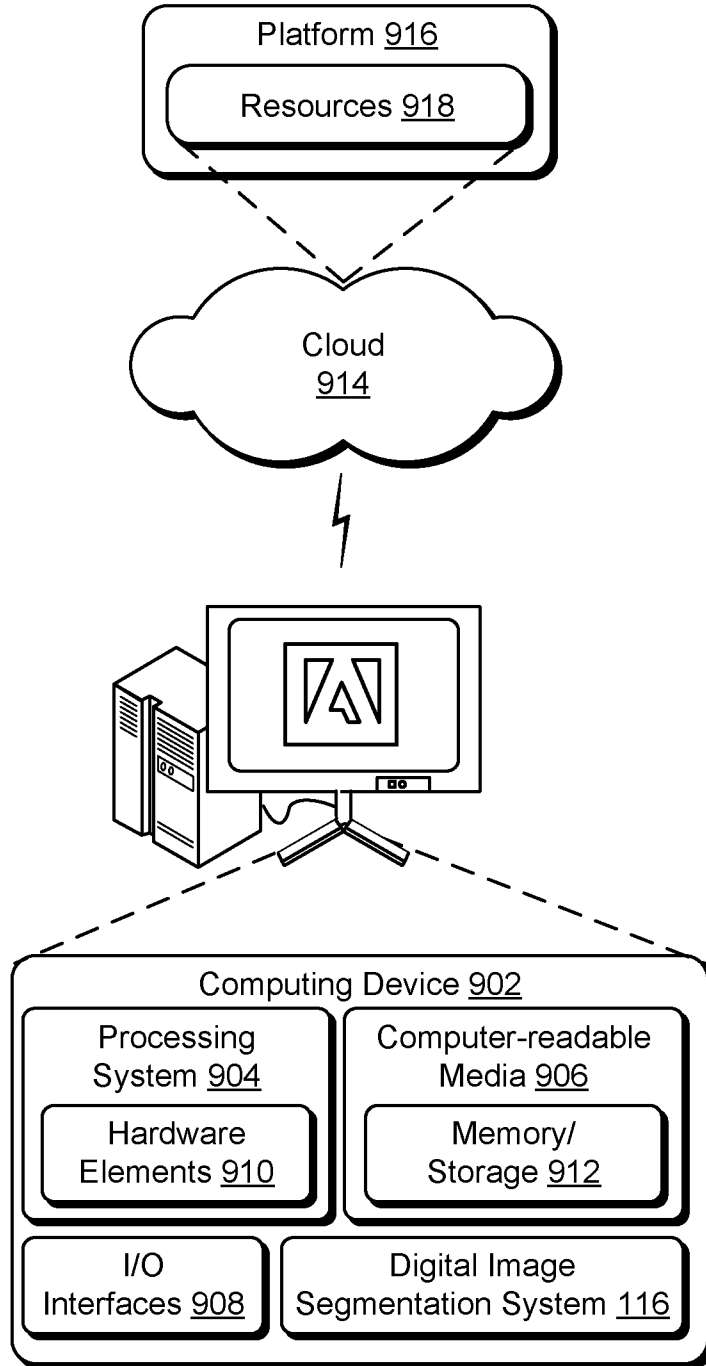 Platform 916
Resources 918
Cloud
914
Computing Device 902
Processing
System 904
Hardware
Elements 910
Computer-readable
Media 906
Memory/
Storage 912
I/O
Interfaces 908
Digital Image
Segmentation System 116